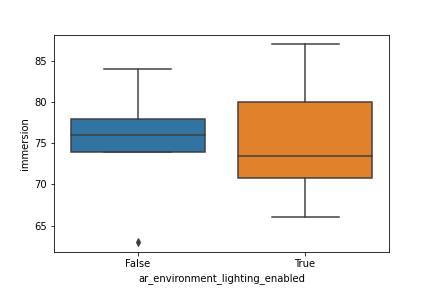 85
80
75
70
65
immersion
False
True
ar_environment_lighting_enabled